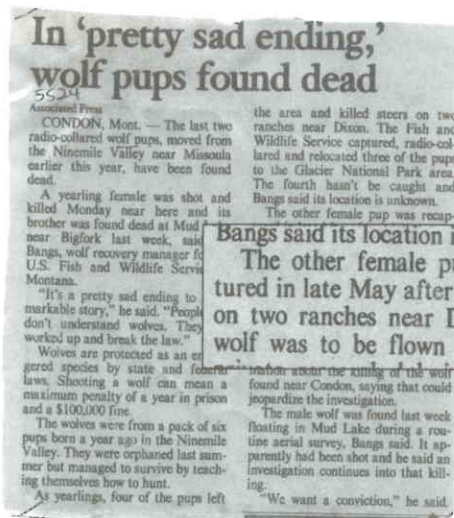 In 'pretty sad ending,'
wolf pups found dead
5524
Associated Press
CONDON, Mont. — The last two
radio-collared wolf pups, moved from
the Ninemile Valley near Missoula
earlier this year, have been found
dead.
A yearling female was shot and
killed Monday near here and its
brother was found dead at Mud
near Bigfork last week, said
Bangs, wolf recovery manager fo
U.S. Fish and Wildlife Servi
Montana.
"It's a pretty sad ending to
markable story," he said. "People
don't understand wolves. They
worked up and break the law."
Wolves are protected as an en
gered species by state and federal
laws. Shooting a wolf can mean a
maximum penalty of a year in prison
and a $100,000 fine.
The wolves were from a pack of six
pups born a year ago in the Ninemile
Valley. They were orphaned last sum-
mer but managed to survive by teach-
ing themselves how to hunt.
As yearlings, four of the pups left
the area and killed steers on two
ranches near Dixon. The Fish and
Wildlife Service captured, radio-col-
lared and relocated three of the pups
to the Glacier National Park area.
The fourth hasn't be caught and
Bangs said its location is unknown.
The other female pup was recap-
Bangs said its location i
The other female p
tured in late May after
on two ranches near D
wolf was to be flown
mation about the killing of the wolf
found near Condon, saying that could
jeopardize the investigation.
The male wolf was found last week
floating in Mud Lake during a rou-
tine aerial survey, Bangs said. It ap-
parently had been shot and he said an
investigation continues into that kill-
ing.
"We want a conviction," he said.